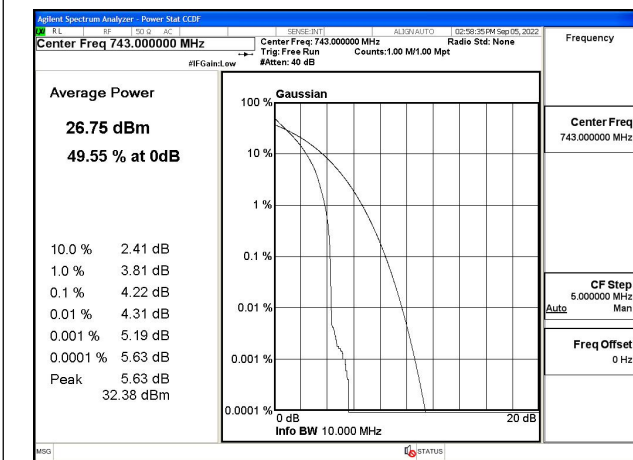 Agilent Spectrum Analyzer - Power Stat CCDF
LXI RL RF 50 Ω AC SENSE:INT ALIGN AUTO 02:58:35 PM Sep 05, 2022
Center Freq 743.000000 MHz
Center Freq: 743.000000 MHz Radio Std: None
Trig: Free Run Counts:1.00 M/1.00 Mpt
#IFGain:Low #Atten: 40 dB
Frequency
Average Power
26.75 dBm
49.55 % at 0dB
10.0 % 2.41 dB
1.0 % 3.81 dB
0.1 % 4.22 dB
0.01 % 4.31 dB
0.001 % 5.19 dB
0.0001 % 5.63 dB
Peak 5.63 dB
32.38 dBm
Gaussian
100 %
10 %
1 %
0.1 %
0.01 %
0.001 %
0.0001 %
0 dB 20 dB
Info BW 10.000 MHz
Center Freq
743.000000 MHz
CF Step
5.000000 MHz
Auto Man
Freq Offset
0 Hz
MSG STATUS